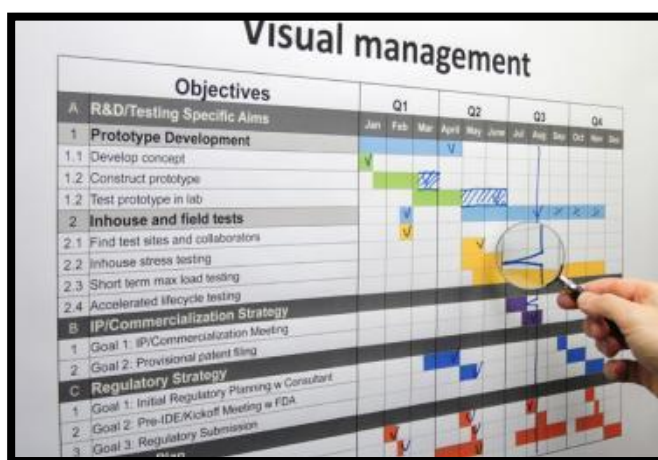 Visual management
Objectives
Q1 Q2 Q3 Q4
A R&D/Testing Specific Aims
Jan Feb Mar April May June Jul Aug Sep Oct Nov Dec
1 Prototype Development
1.1 Develop concept
1.2 Construct prototype
1.2 Test prototype in lab
2 Inhouse and field tests
2.1 Find test sites and collaborators
2.2 Inhouse stress testing
2.3 Short term max load testing
2.4 Accelerated lifecycle testing
B IP/Commercialization Strategy
1 Goal 1: IP/Commercialization Meeting
2 Goal 2: Provisional patent filing
C Regulatory Strategy
1 Goal 1: Initial Regulatory Planning w Consultant
2 Goal 2: Pre-IDE/Kickoff Meeting w FDA
3 Goal 3: Regulatory Submission
Plan